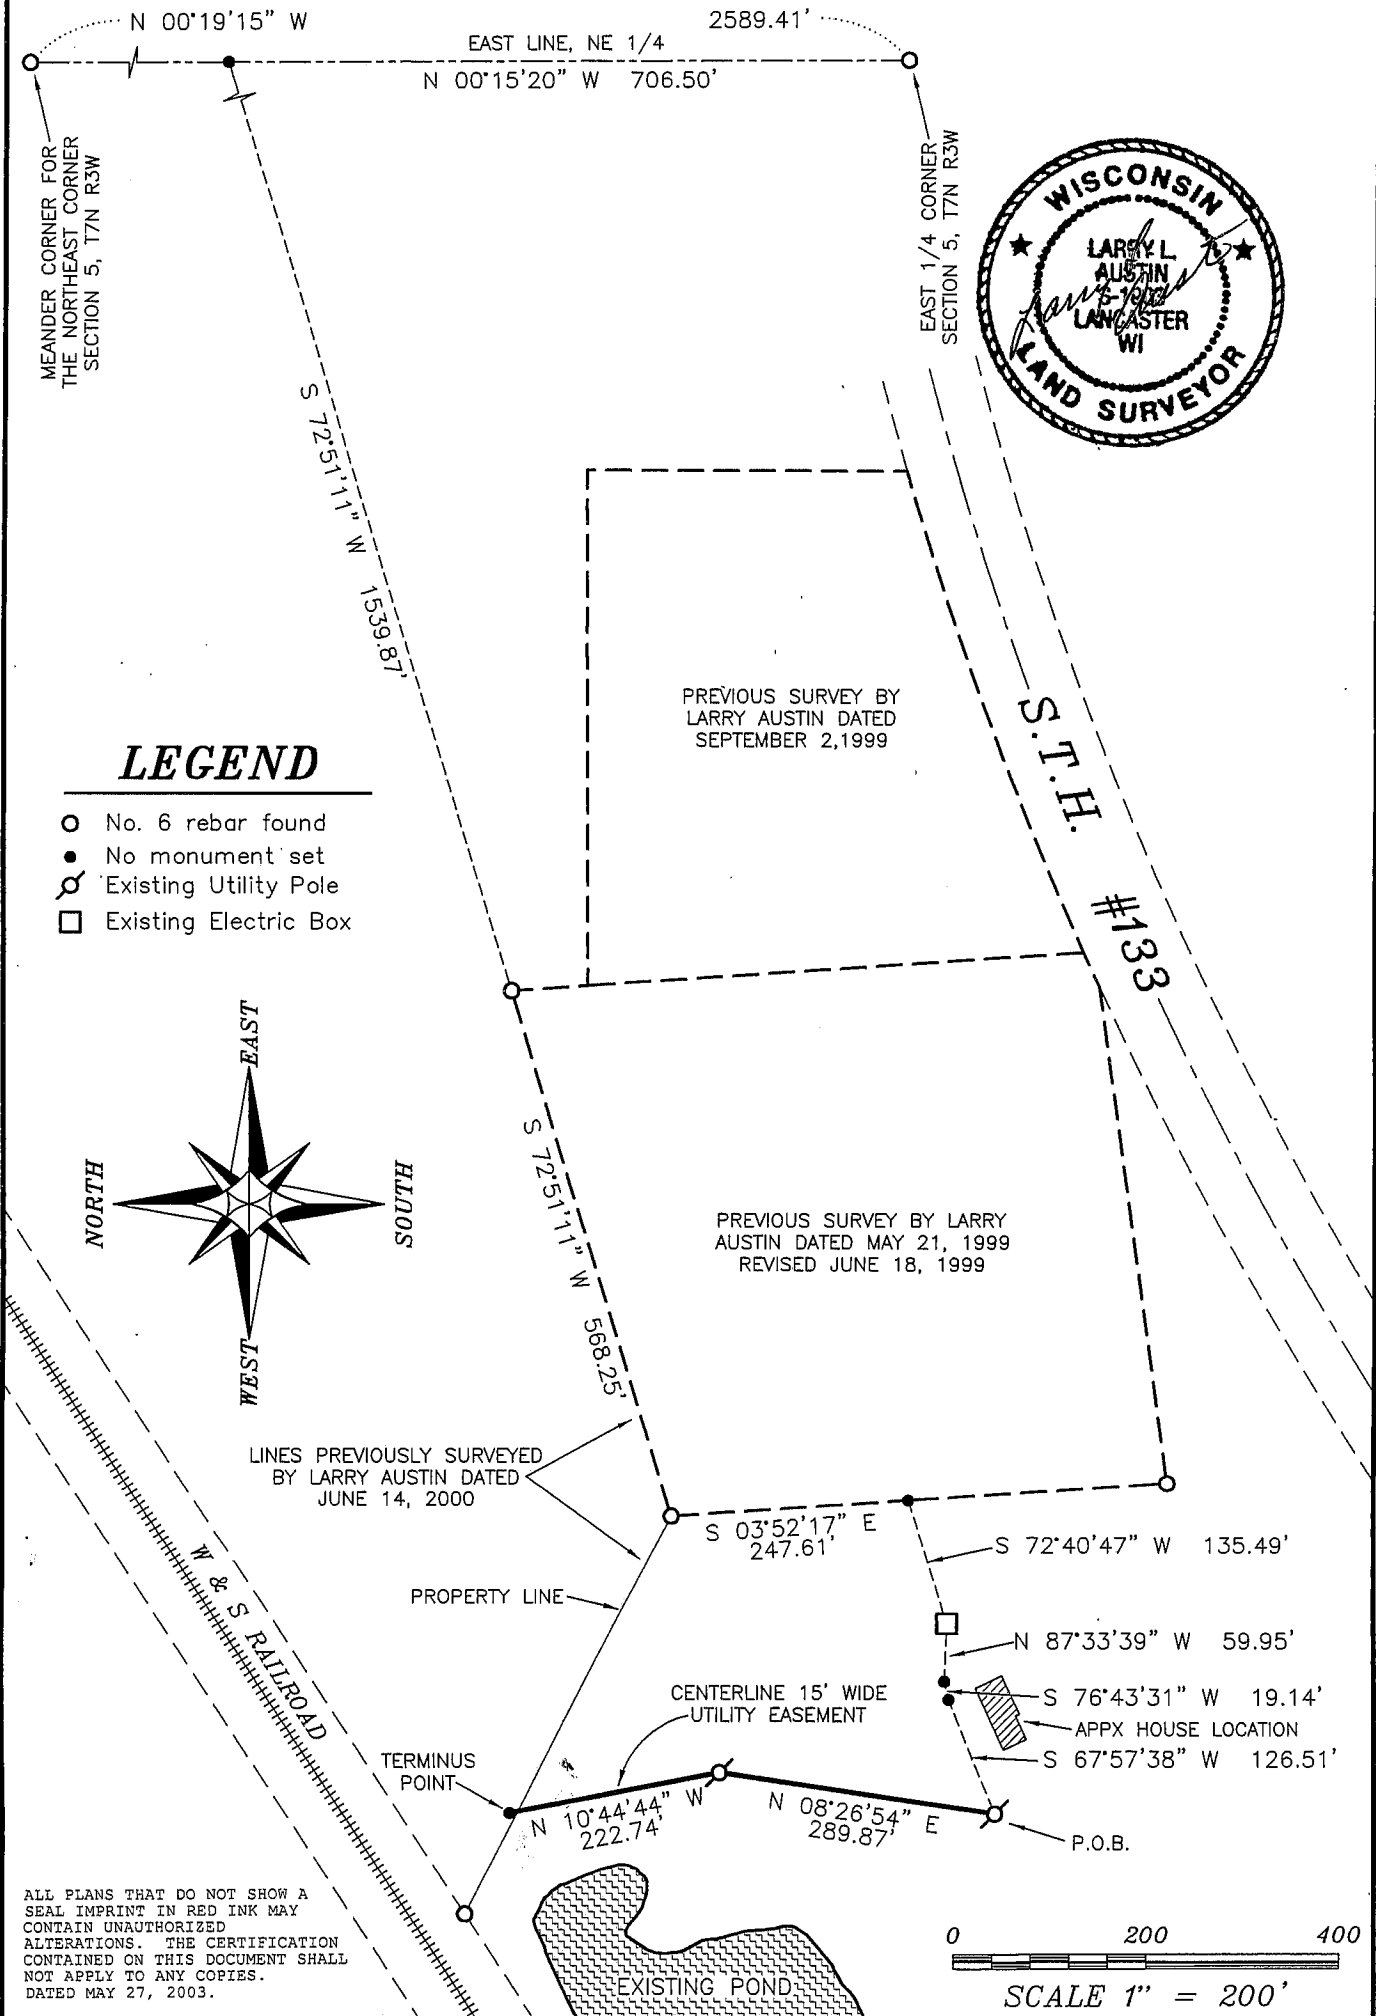 N 00°19'15" W
2589.41'
EAST LINE, NE 1/4
N 00°15'20" W 706.50'
MEANDER CORNER FOR
THE NORTHEAST CORNER
SECTION 5, T7N R3W
EAST 1/4 CORNER
SECTION 5, T7N R3W
WISCONSIN
LARRY L.
AUSTIN
LANCASTER
WI
LAND SURVEYOR
S 72°51'11" W 1539.87'
PREVIOUS SURVEY BY
LARRY AUSTIN DATED
SEPTEMBER 2,1999
S.T.H. #133
LEGEND
No. 6 rebar found
No monument set
Existing Utility Pole
Existing Electric Box
EAST
NORTH
SOUTH
WEST
S 72°51'11" W 568.25'
PREVIOUS SURVEY BY LARRY
AUSTIN DATED MAY 21, 1999
REVISED JUNE 18, 1999
LINES PREVIOUSLY SURVEYED
BY LARRY AUSTIN DATED
JUNE 14, 2000
S 03°52'17" E
247.61'
S 72°40'47" W 135.49'
PROPERTY LINE
W & S RAILROAD
N 87°33'39" W 59.95'
S 76°43'31" W 19.14'
APPX HOUSE LOCATION
S 67°57'38" W 126.51'
CENTERLINE 15' WIDE
UTILITY EASEMENT
TERMINUS
POINT
N 10°44'44" W
222.74'
N 08°26'54" E
289.87'
P.O.B.
ALL PLANS THAT DO NOT SHOW A
SEAL IMPRINT IN RED INK MAY
CONTAIN UNAUTHORIZED
ALTERATIONS. THE CERTIFICATION
CONTAINED ON THIS DOCUMENT SHALL
NOT APPLY TO ANY COPIES.
DATED MAY 27, 2003.
EXISTING POND
0 200 400
SCALE 1" = 200'